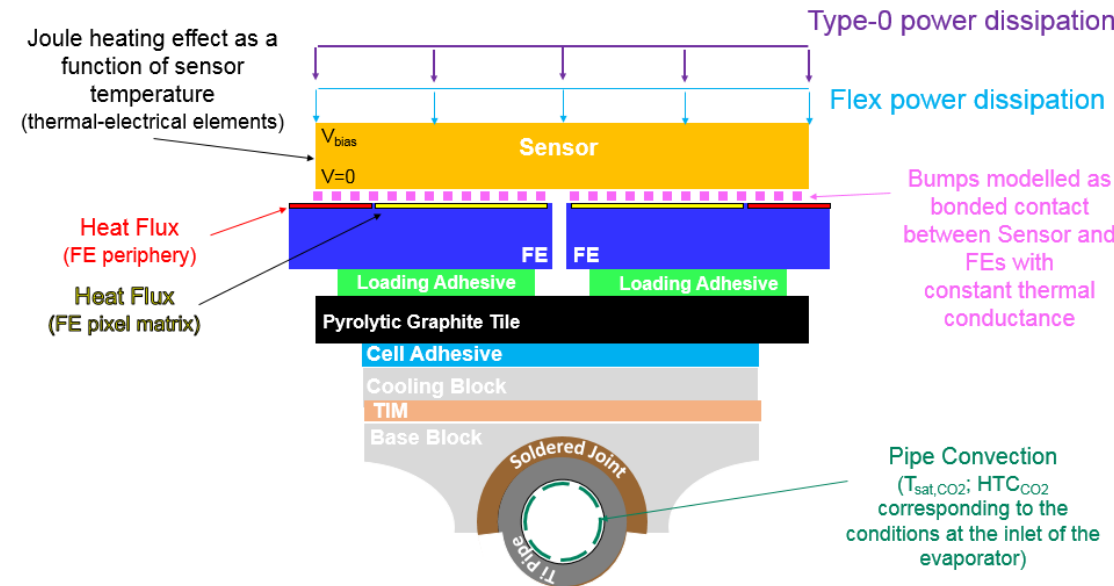 Type-0 power dissipation
Joule heating effect as a
function of sensor
temperature
(thermal-electrical elements)
Flex power dissipation
Vbias
Sensor
V=0
Bumps modelled as
bonded contact
between Sensor and
FEs with
constant thermal
conductance
Heat Flux
(FE periphery)
FE
FE
Loading Adhesive
Loading Adhesive
Heat Flux
(FE pixel matrix)
Pyrolytic Graphite Tile
Cell Adhesive
Cooling Block
TIM
Base Block
Soldered Joint
Ti Pipe
Pipe Convection
(Tsat,CO2; HTCCO2
corresponding to the
conditions at the inlet of the
evaporator)